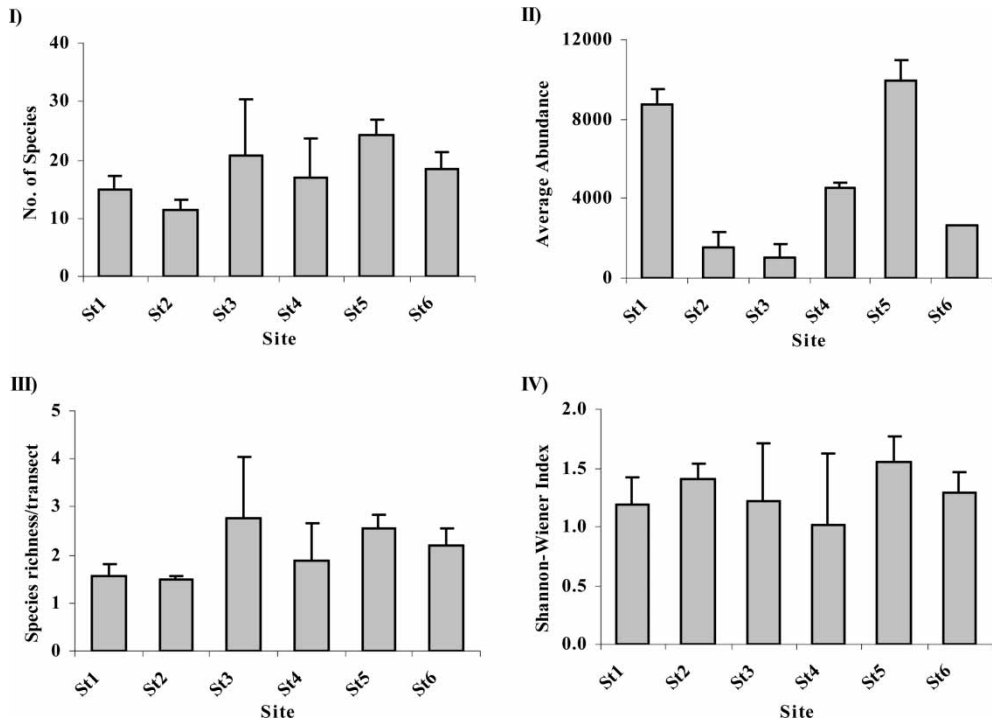 I)
40
30
20
10
0
No. of Species
St1 St2 St3 St4 St5 St6
Site
II)
12000
8000
4000
0
Average Abundance
St1 St2 St3 St4 St5 St6
Site
III)
5
4
3
2
1
0
Species richness/transect
St1 St2 St3 St4 St5 St6
Site
IV)
2.0
1.5
1.0
0.5
0.0
Shannon-Wiener Index
St1 St2 St3 St4 St5 St6
Site